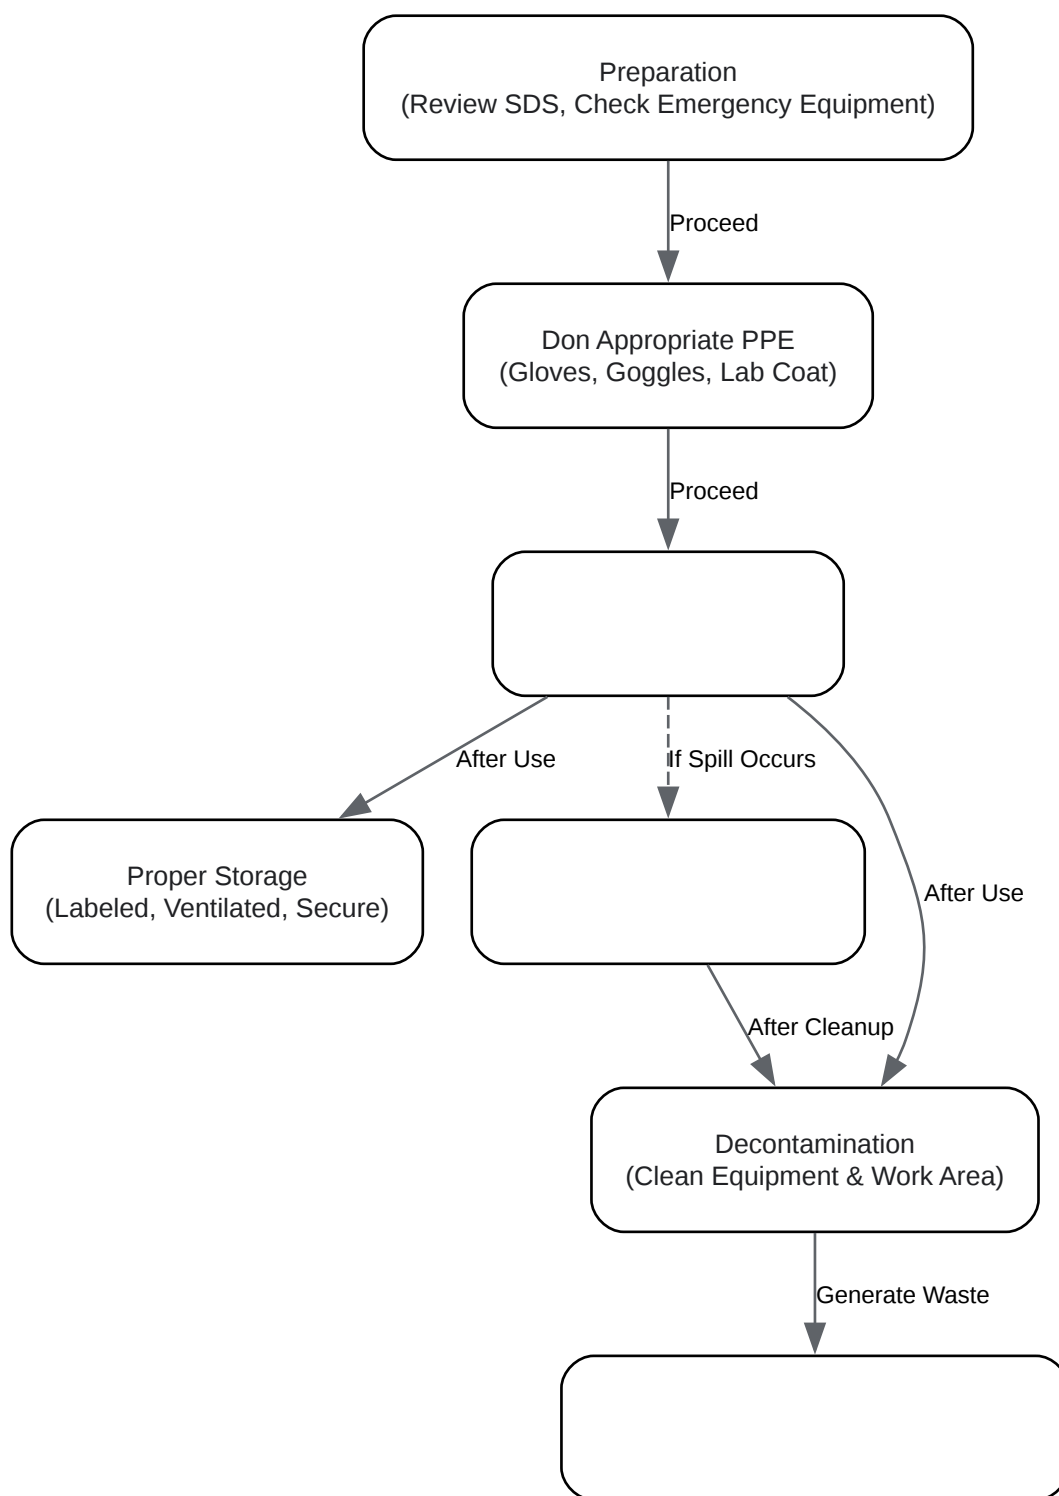 Preparation
(Review SDS, Check Emergency Equipment)
Proceed
Don Appropriate PPE
(Gloves, Goggles, Lab Coat)
Proceed
After Use
If Spill Occurs
Proper Storage
(Labeled, Ventilated, Secure)
After Use
After Cleanup
Decontamination
(Clean Equipment & Work Area)
Generate Waste